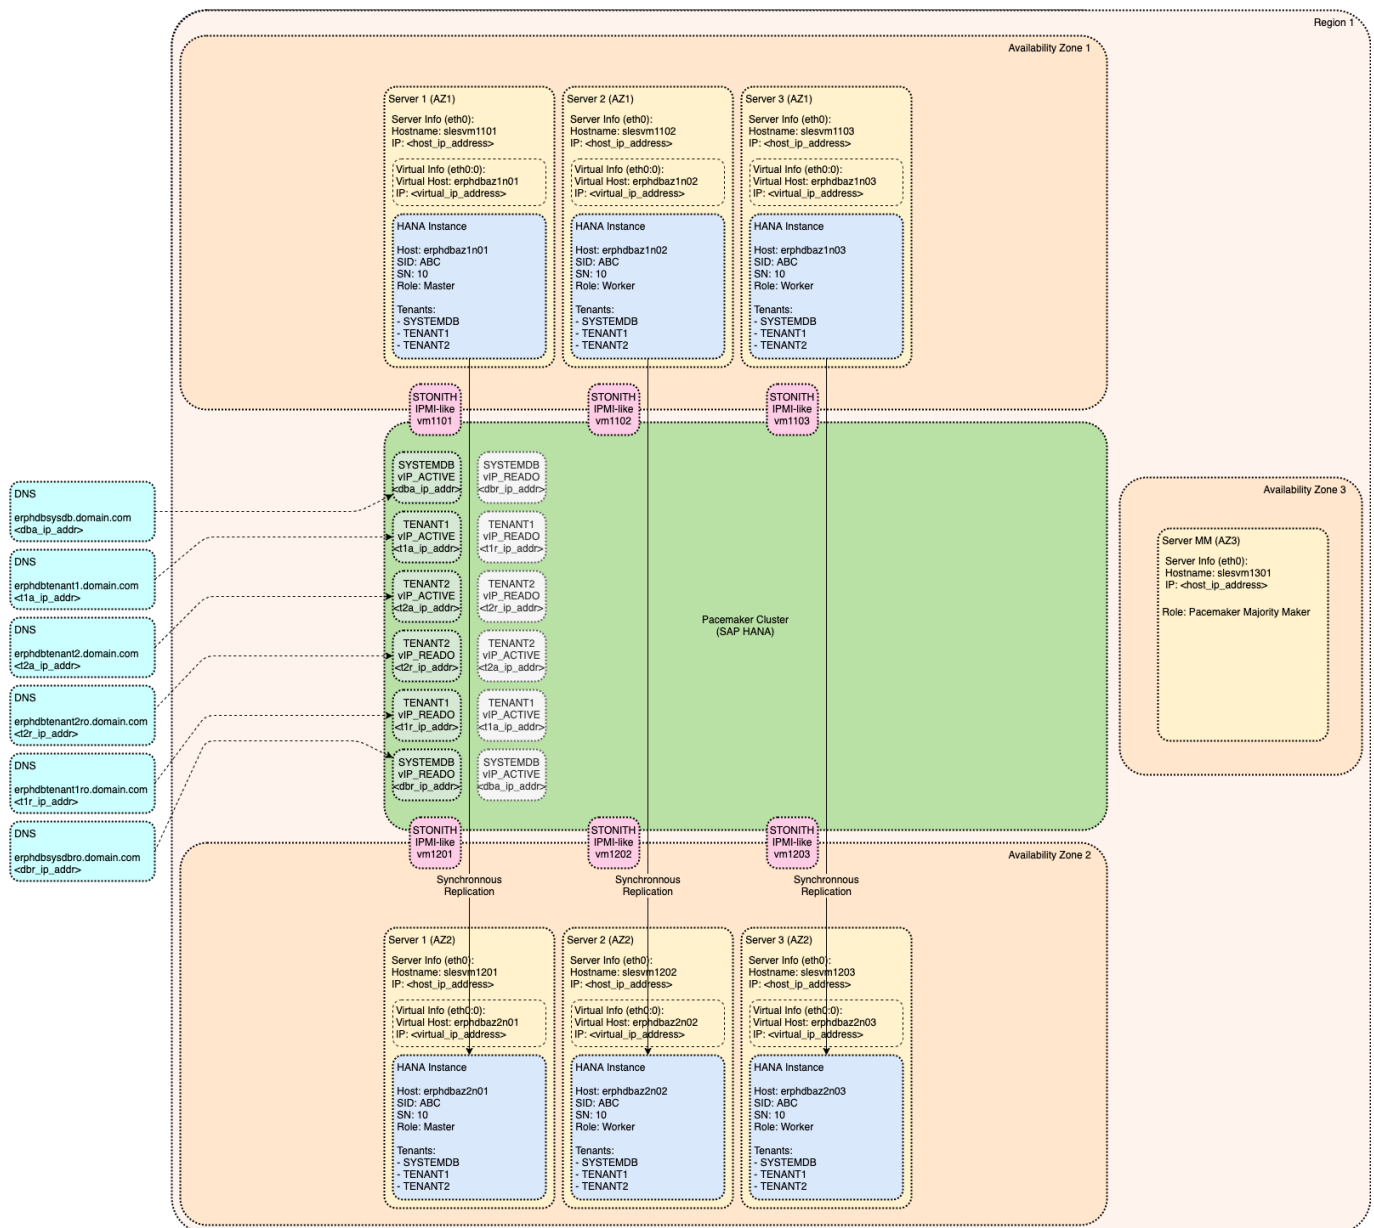 Region 1
Availability Zone 1
Server 1 (AZ1)
Server Info (eth0):
Hostname: slesvm1101
IP: <host_ip_address>
Virtual Info (eth0:0):
Virtual Host: erphdbaz1n01
IP: <virtual_ip_address>
HANA Instance
Host: erphdbaz1n01
SID: ABC
SN: 10
Role: Master
Tenants:
- SYSTEMDB
- TENANT1
- TENANT2
Server 2 (AZ1)
Server Info (eth0):
Hostname: slesvm1102
IP: <host_ip_address>
Virtual Info (eth0:0):
Virtual Host: erphdbaz1n02
IP: <virtual_ip_address>
HANA Instance
Host: erphdbaz1n02
SID: ABC
SN: 10
Role: Worker
Tenants:
- SYSTEMDB
- TENANT1
- TENANT2
Server 3 (AZ1)
Server Info (eth0):
Hostname: slesvm1103
IP: <host_ip_address>
Virtual Info (eth0:0):
Virtual Host: erphdbaz1n03
IP: <virtual_ip_address>
HANA Instance
Host: erphdbaz1n03
SID: ABC
SN: 10
Role: Worker
Tenants:
- SYSTEMDB
- TENANT1
- TENANT2
STONITH
IPMI-like
vm1101
STONITH
IPMI-like
vm1102
STONITH
IPMI-like
vm1103
DNS
erphdbsysdb.domain.com
<dba_ip_addr>
DNS
erphdbtenant1.domain.com
<t1a_ip_addr>
DNS
erphdbtenant2.domain.com
<t2a_ip_addr>
DNS
erphdbtenant2ro.domain.com
<t2r_ip_addr>
DNS
erphdbtenant1ro.domain.com
<t1r_ip_addr>
DNS
erphdbsysdbro.domain.com
<dbr_ip_addr>
SYSTEMDB
vIP_ACTIVE
<dba_ip_addr>
SYSTEMDB
vIP_READO
<dbr_ip_addr>
TENANT1
vIP_ACTIVE
<t1a_ip_addr>
TENANT1
vIP_READO
<t1r_ip_addr>
TENANT2
vIP_ACTIVE
<t2a_ip_addr>
TENANT2
vIP_READO
<t2r_ip_addr>
TENANT2
vIP_READO
<t2r_ip_addr>
TENANT2
vIP_ACTIVE
<t2a_ip_addr>
TENANT1
vIP_READO
<t1r_ip_addr>
TENANT1
vIP_ACTIVE
<t1a_ip_addr>
SYSTEMDB
vIP_READO
<dbr_ip_addr>
SYSTEMDB
vIP_ACTIVE
<dba_ip_addr>
Pacemaker Cluster
(SAP HANA)
Availability Zone 3
Server MM (AZ3)
Server Info (eth0):
Hostname: slesvm1301
IP: <host_ip_address>
Role: Pacemaker Majority Maker
STONITH
IPMI-like
vm1201
STONITH
IPMI-like
vm1202
STONITH
IPMI-like
vm1203
Availability Zone 2
Synchronnous
Replication
Synchronnous
Replication
Synchronnous
Replication
Server 1 (AZ2)
Server Info (eth0):
Hostname: slesvm1201
IP: <host_ip_address>
Virtual Info (eth0:0):
Virtual Host: erphdbaz2n01
IP: <virtual_ip_address>
HANA Instance
Host: erphdbaz2n01
SID: ABC
SN: 10
Role: Master
Tenants:
- SYSTEMDB
- TENANT1
- TENANT2
Server 2 (AZ2)
Server Info (eth0):
Hostname: slesvm1202
IP: <host_ip_address>
Virtual Info (eth0:0):
Virtual Host: erphdbaz2n02
IP: <virtual_ip_address>
HANA Instance
Host: erphdbaz2n02
SID: ABC
SN: 10
Role: Worker
Tenants:
- SYSTEMDB
- TENANT1
- TENANT2
Server 3 (AZ2)
Server Info (eth0):
Hostname: slesvm1203
IP: <host_ip_address>
Virtual Info (eth0:0):
Virtual Host: erphdbaz2n03
IP: <virtual_ip_address>
HANA Instance
Host: erphdbaz2n03
SID: ABC
SN: 10
Role: Worker
Tenants:
- SYSTEMDB
- TENANT1
- TENANT2